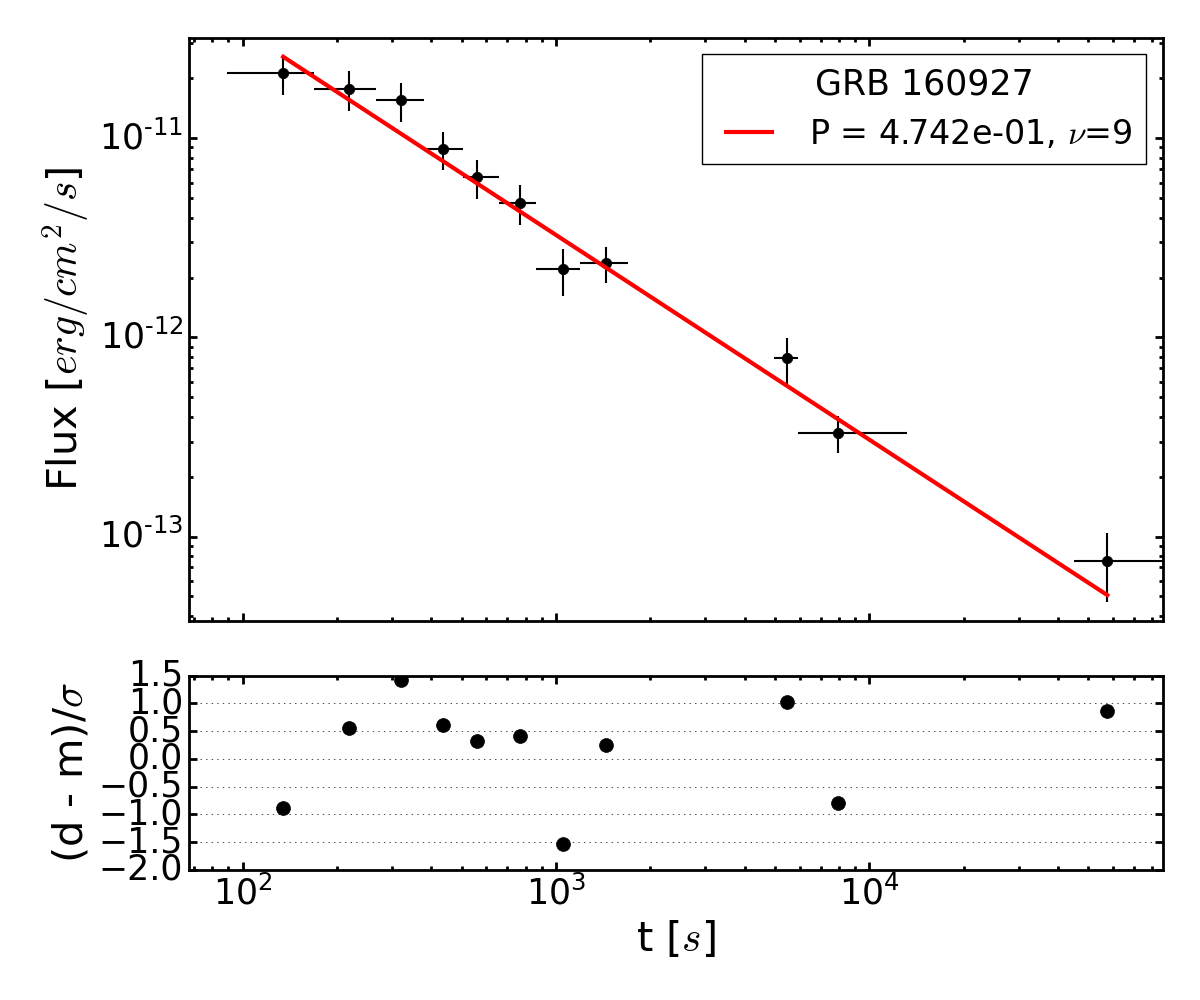 GRB 160927
P = 4.742e-01, ν=9
Flux [erg/cm²/s]
10⁻¹¹
10⁻¹²
10⁻¹³
(d - m)/σ
1.5
1.0
0.5
0.0
−0.5
−1.0
−1.5
−2.0
10²
10³
10⁴
t [s]